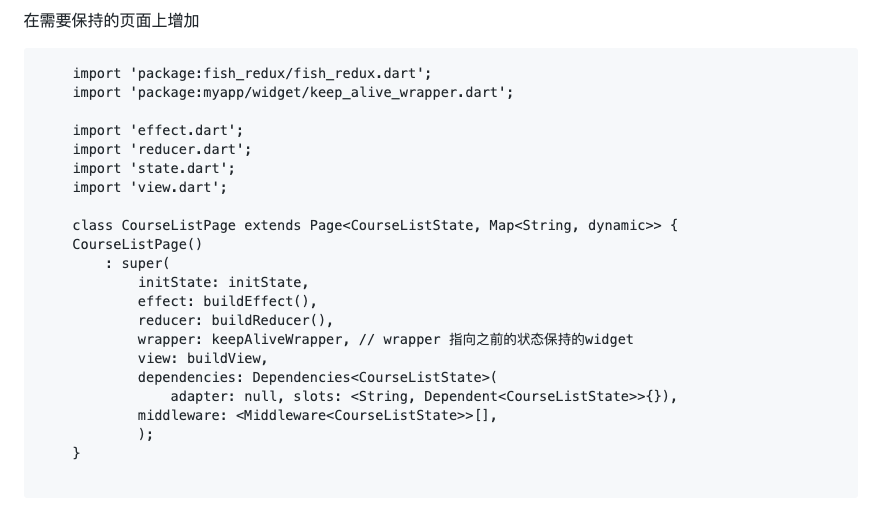 在需要保持的页面上增加
import 'package:fish_redux/fish_redux.dart';
import 'package:myapp/widget/keep_alive_wrapper.dart';

import 'effect.dart';
import 'reducer.dart';
import 'state.dart';
import 'view.dart';

class CourseListPage extends Page<CourseListState, Map<String, dynamic>> {
CourseListPage()
    : super(
        initState: initState,
        effect: buildEffect(),
        reducer: buildReducer(),
        wrapper: keepAliveWrapper, // wrapper 指向之前的状态保持的widget
        view: buildView,
        dependencies: Dependencies<CourseListState>(
            adapter: null, slots: <String, Dependent<CourseListState>>{}),
        middleware: <Middleware<CourseListState>>[],
        );
}